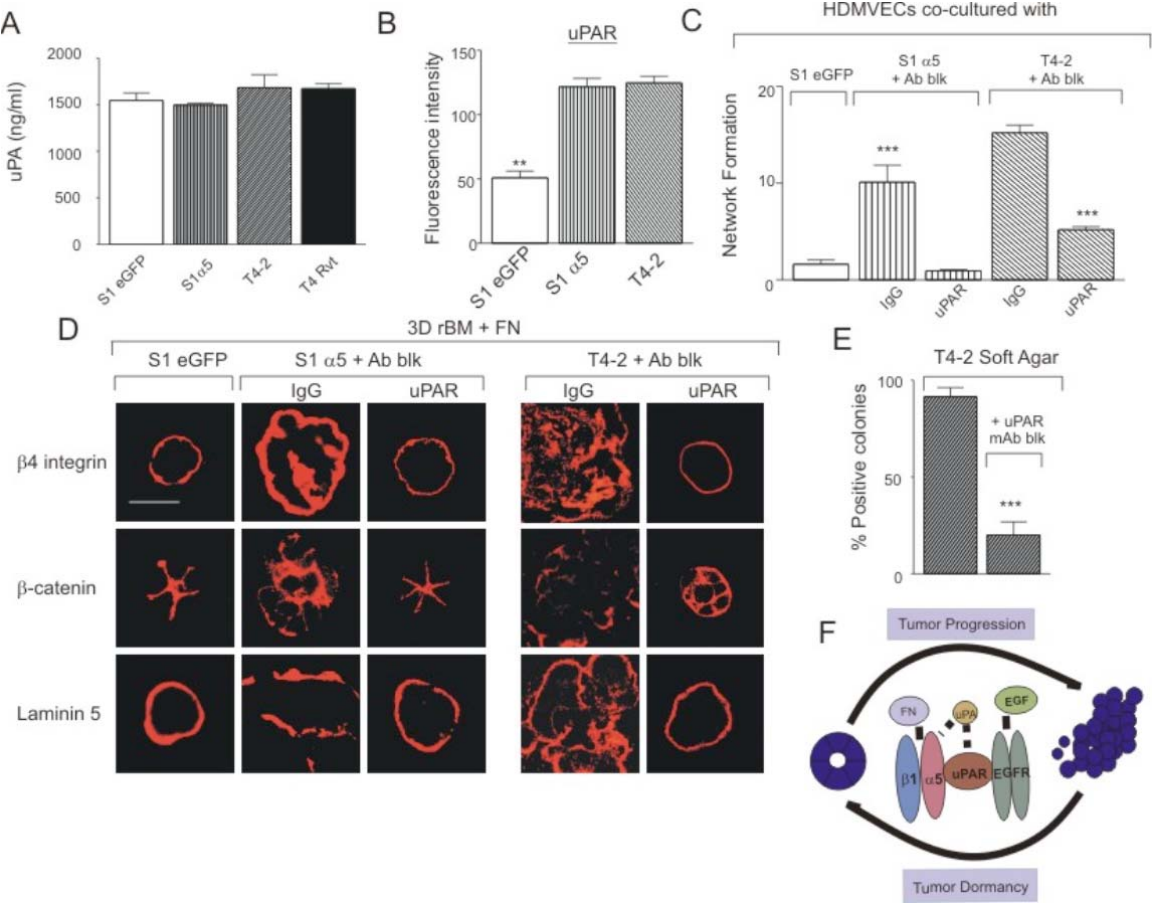 A
uPA (ng/ml)
2000
1500
1000
500
0
S1 eGFP
S1α5
T4-2
T4 Rvt
B
uPAR
Fluorescence intensity
150
100
50
0
S1 eGFP
S1 α5
T4-2
C
HDMVECs co-cultured with
S1 eGFP
S1 α5
+ Ab blk
T4-2
+ Ab blk
Network Formation
20
10
0
***
***
IgG
uPAR
IgG
uPAR
**
D
3D rBM + FN
S1 eGFP
S1 α5 + Ab blk
T4-2 + Ab blk
IgG
uPAR
IgG
uPAR
β4 integrin
β-catenin
Laminin 5
E
T4-2 Soft Agar
% Positive colonies
100
50
0
+ uPAR
mAb blk
***
F
Tumor Progression
FN
uPA
EGF
β1
α5
uPAR
EGFR
Tumor Dormancy